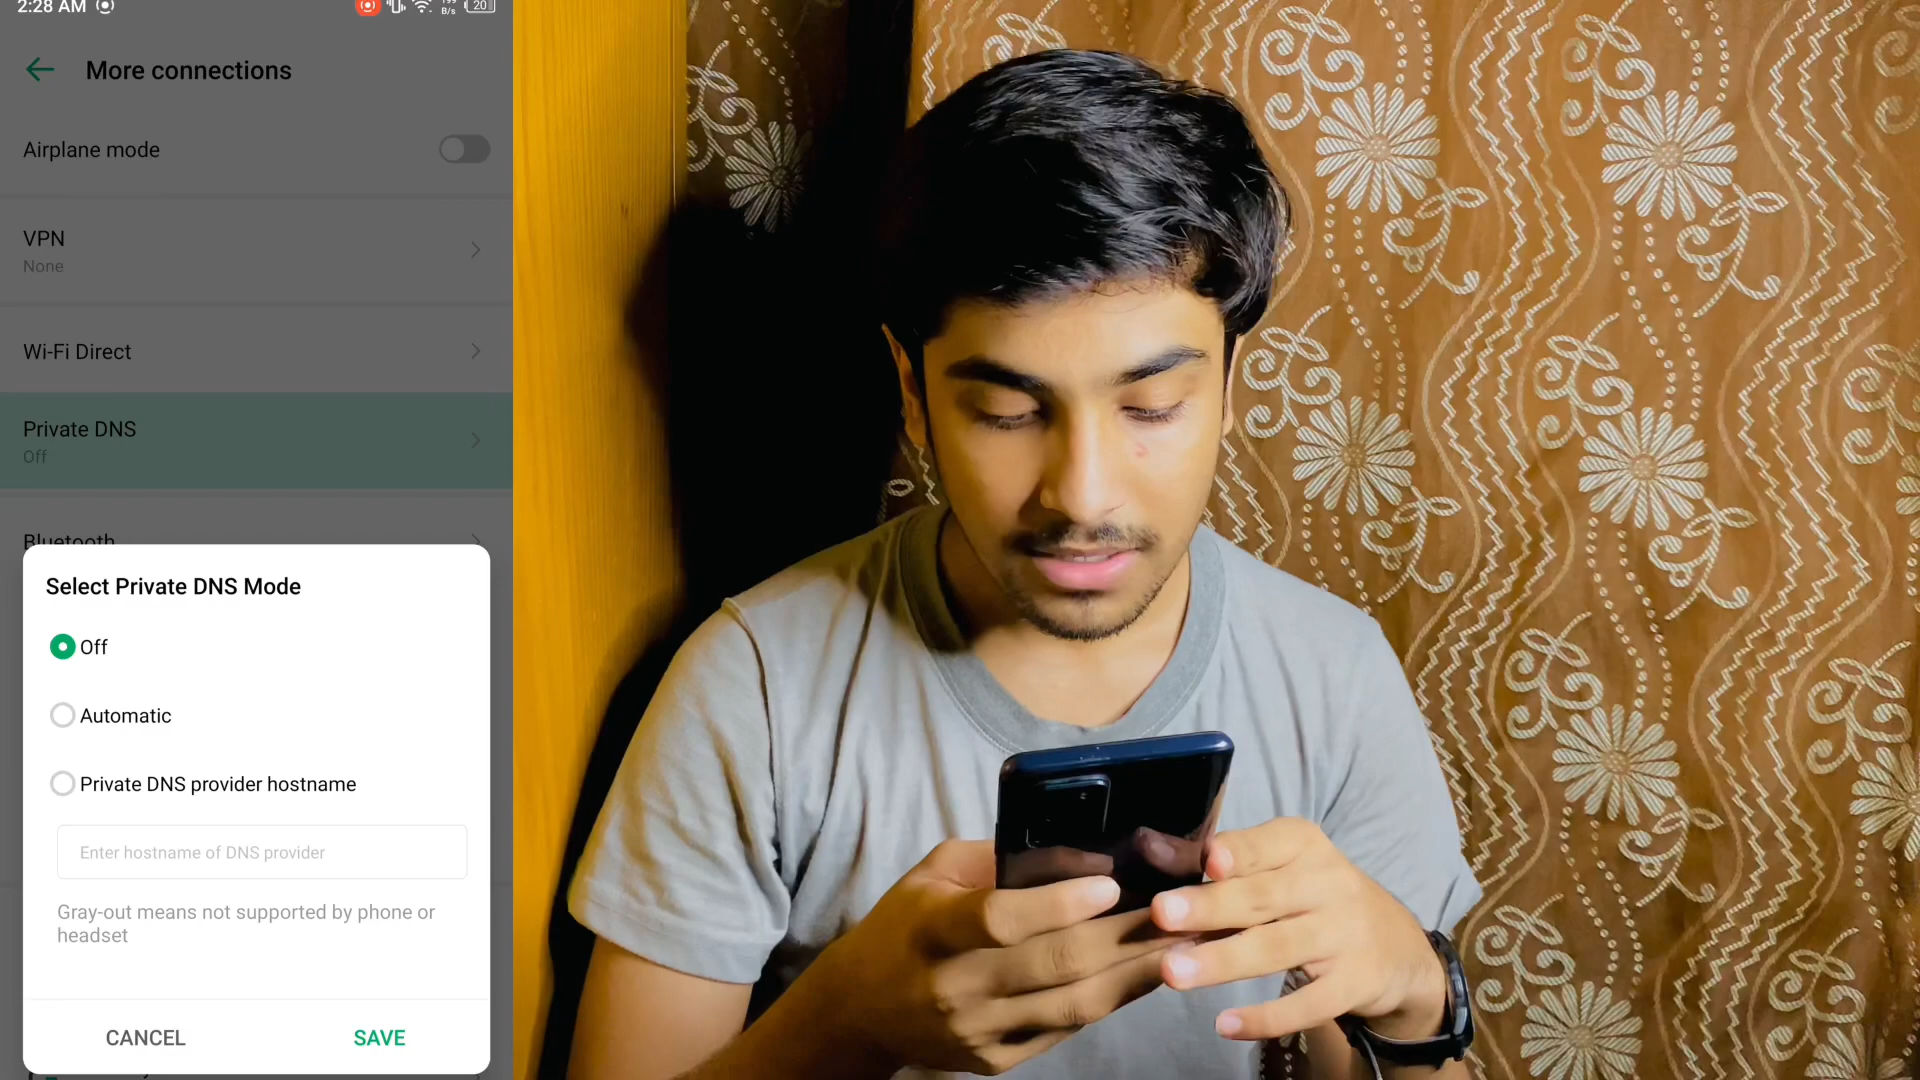 2:28 AM
B/s
20
More connections
Airplane mode
VPN
None
Wi-Fi Direct
Private DNS
Off
Bluetooth
Select Private DNS Mode
Off
Automatic
Private DNS provider hostname
Enter hostname of DNS provider
Gray-out means not supported by phone or
headset
CANCEL
SAVE